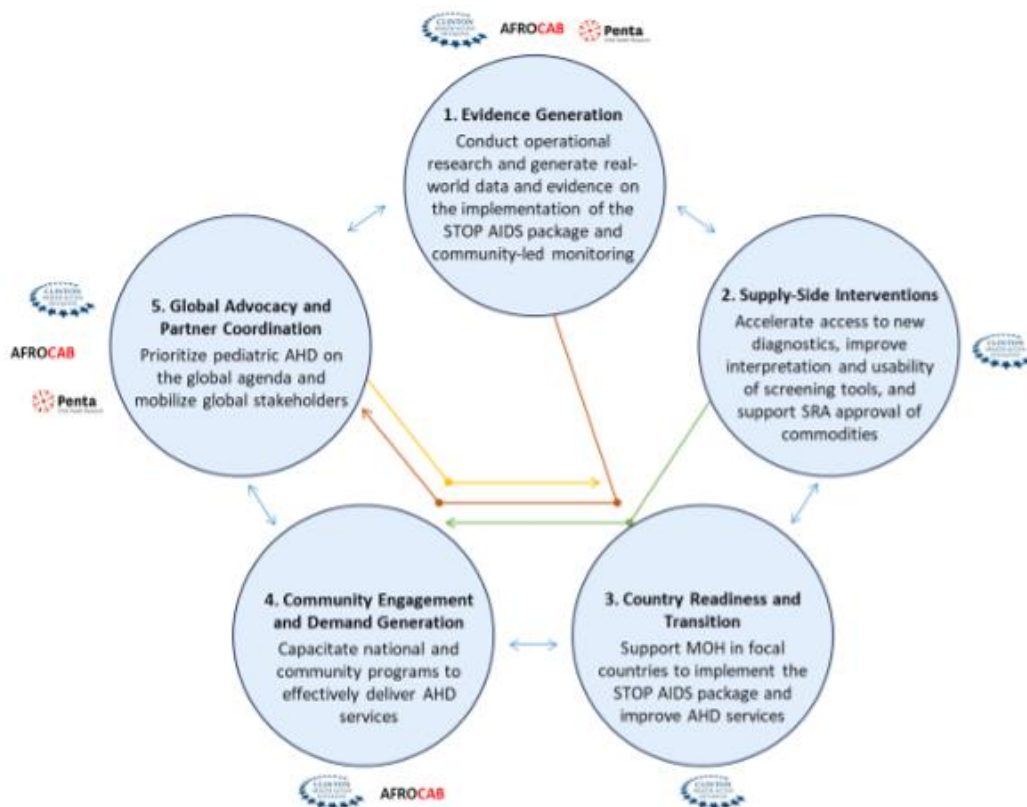 CLINTON
AFROCAB
Penta
1. Evidence Generation
Conduct operational
research and generate real-
world data and evidence on
the implementation of the
STOP AIDS package and
community-led monitoring
2. Supply-Side Interventions
Accelerate access to new
diagnostics, improve
interpretation and usability
of screening tools, and
support SRA approval of
commodities
CLINTON
3. Country Readiness and
Transition
Support MOH in focal
countries to implement the
STOP AIDS package and
improve AHD services
CLINTON
4. Community Engagement
and Demand Generation
Capacitate national and
community programs to
effectively deliver AHD
services
CLINTON
AFROCAB
5. Global Advocacy and
Partner Coordination
Prioritize pediatric AHD on
the global agenda and
mobilize global stakeholders
CLINTON
AFROCAB
Penta